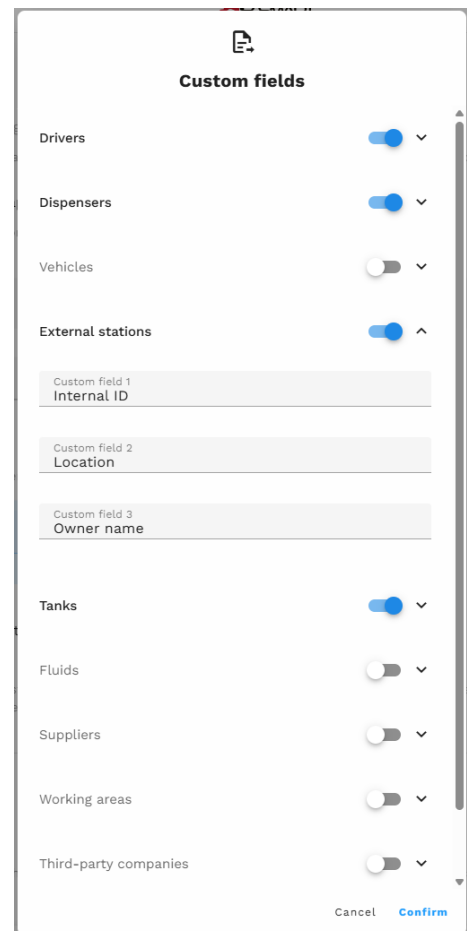 Custom fields
Drivers
Dispensers
Vehicles
External stations
Custom field 1
Internal ID
Custom field 2
Location
Custom field 3
Owner name
Tanks
Fluids
Suppliers
Working areas
Third-party companies
Cancel Confirm